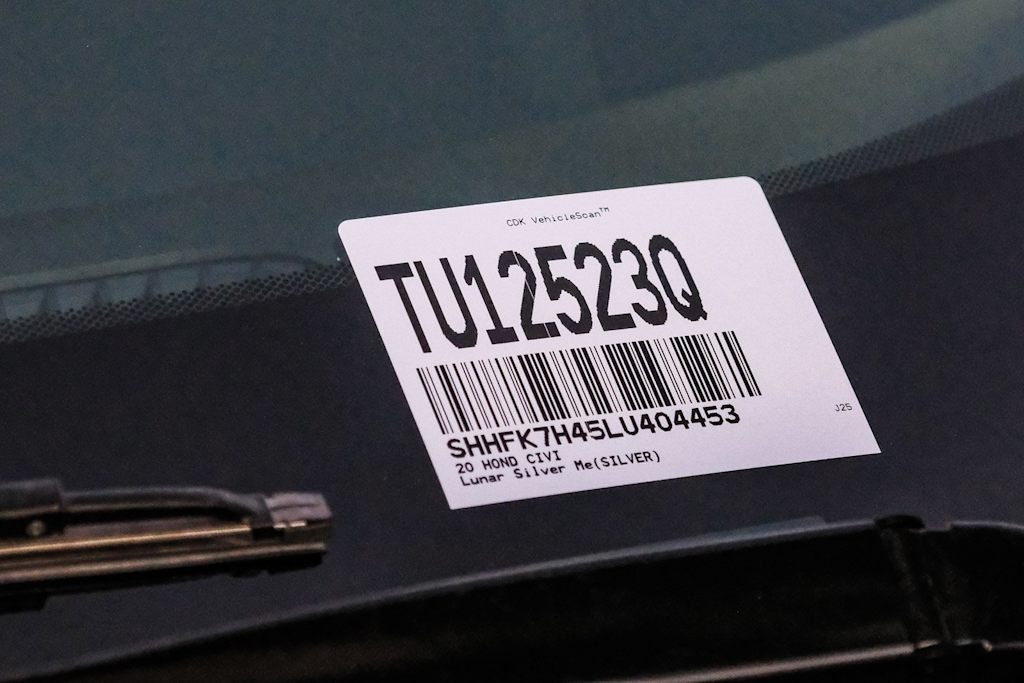 CDK VehicleScan™
TU12523Q
SHHFK7H45LU404453
20 HOND CIVI
Lunar Silver Me(SILVER)
J25